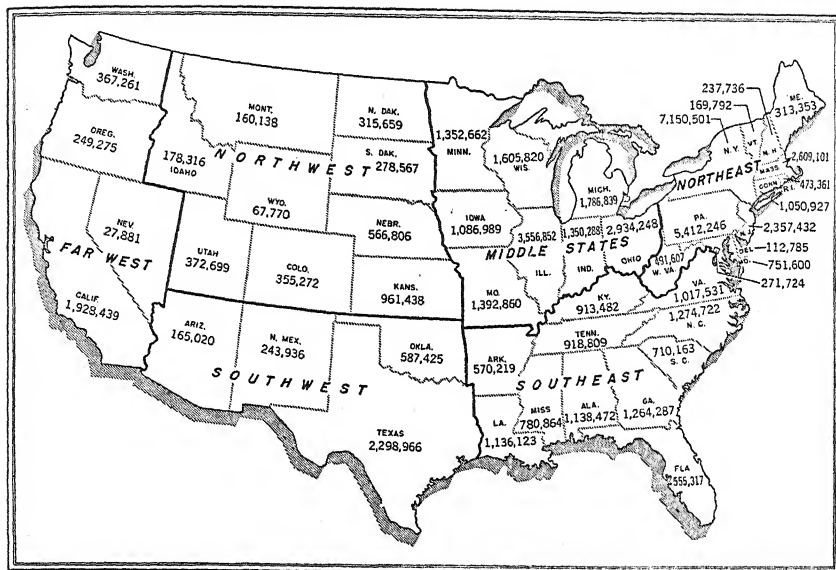 WASH.
367,261
OREG.
249,275
MONT.
160,138
178,316
IDAHO
N. DAK.
315,659
S. DAK.
278,567
NORTHWEST
WYO.
67,770
NEBR.
566,806
KANS.
961,438
UTAH
372,699
COLO.
355,272
NEV.
27,881
FAR WEST
CALIF.
1,928,439
ARIZ.
165,020
N. MEX.
243,936
OKLA.
587,425
SOUTHWEST
TEXAS
2,298,966
1,352,662
MINN.
1,605,820
WIS.
MICH.
1,786,839
IOWA
1,086,989
3,556,852
ILL.
1,350,288
IND.
2,934,248
OHIO
MIDDLE STATES
MO.
1,392,860
237,736
169,792
7,150,501
ME.
313,353
N.Y.
VT
N.H
2,609,101
MASS
CONN
R.I.
473,361
NORTHEAST
1,050,927
PA.
5,412,246
N.J.
2,357,432
DEL
112,785
MD.
751,600
271,724
491,607
W. VA
VA.
1,017,531
KY.
913,482
1,274,722
N. C.
TENN.
918,809
710,163
S. C.
ARK.
570,219
SOUTHEAST
MISS
780,864
ALA.
1,138,472
GA.
1,264,287
LA.
1,136,123
FLA
555,317